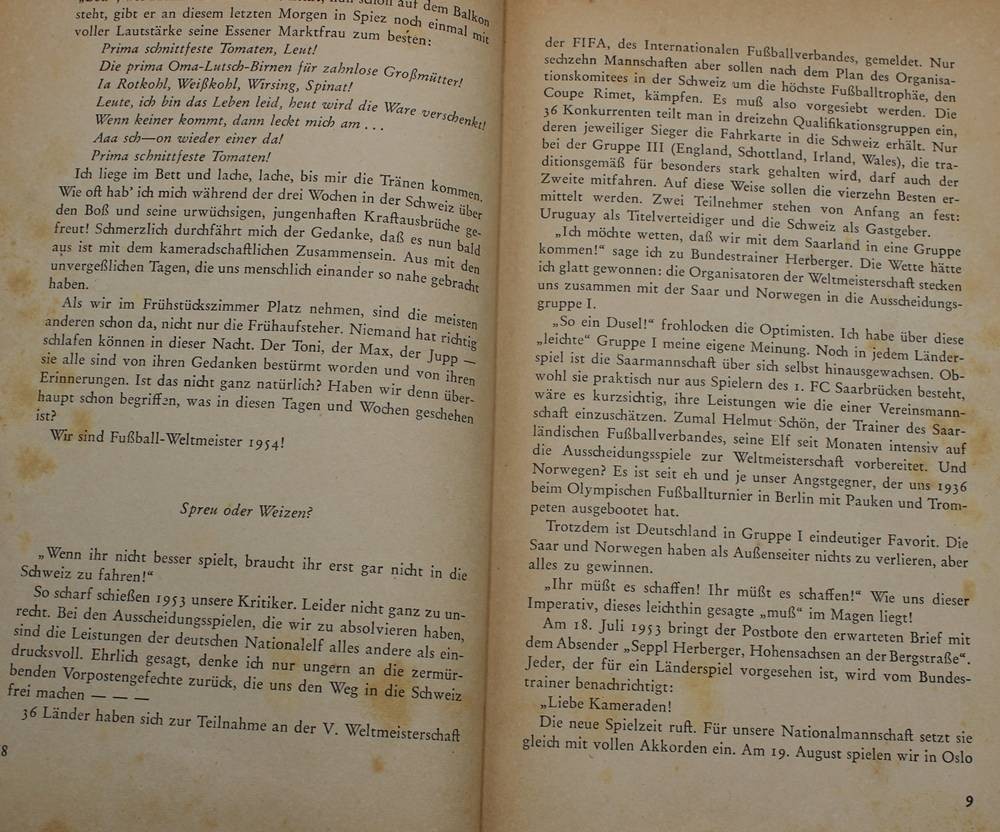 auf dem Balkon
steht, gibt er an diesem letzten Morgen in Spiez noch einmal mit
voller Lautstärke seine Essener Marktfrau zum besten:
Prima schnittfeste Tomaten, Leut!
Die prima Oma-Lutsch-Birnen für zahnlose Großmütter!
Ia Rotkohl, Weißkohl, Wirsing, Spinat!
Leute, ich bin das Leben leid, heut wird die Ware verschenkt!
Wenn keiner kommt, dann leckt mich am . . .
Aaa sch—on wieder einer da!
Prima schnittfeste Tomaten!
Ich liege im Bett und lache, lache, bis mir die Tränen kommen.
Wie oft hab' ich mich während der drei Wochen in der Schweiz über
den Boß und seine urwüchsigen, jungenhaften Kraftausbrüche ge-
freut! Schmerzlich durchfährt mich der Gedanke, daß es nun bald
aus ist mit dem kameradschaftlichen Zusammensein. Aus mit den
unvergeßlichen Tagen, die uns menschlich einander so nahe gebracht
haben.
Als wir im Frühstückszimmer Platz nehmen, sind die meisten
anderen schon da, nicht nur die Frühaufsteher. Niemand hat richtig
schlafen können in dieser Nacht. Der Toni, der Max, der Jupp —
sie alle sind von ihren Gedanken bestürmt worden und von ihren
Erinnerungen. Ist das nicht ganz natürlich? Haben wir denn über-
haupt schon begriffen, was in diesen Tagen und Wochen geschehen
ist?
Wir sind Fußball-Weltmeister 1954!
Spreu oder Weizen?
„Wenn ihr nicht besser spielt, braucht ihr erst gar nicht in die
Schweiz zu fahren!“
So scharf schießen 1953 unsere Kritiker. Leider nicht ganz zu un-
recht. Bei den Ausscheidungsspielen, die wir zu absolvieren haben,
sind die Leistungen der deutschen Nationalelf alles andere als ein-
drucksvoll. Ehrlich gesagt, denke ich nur ungern an die zermür-
benden Vorpostengefechte zurück, die uns den Weg in die Schweiz
frei machen — — —
36 Länder haben sich zur Teilnahme an der V. Weltmeisterschaft
8
der FIFA, des Internationalen Fußballverbandes, gemeldet. Nur
sechzehn Mannschaften aber sollen nach dem Plan des Organisa-
tionskomitees in der Schweiz um die höchste Fußballtrophäe, den
Coupe Rimet, kämpfen. Es muß also vorgesiebt werden. Die
36 Konkurrenten teilt man in dreizehn Qualifikationsgruppen ein,
deren jeweiliger Sieger die Fahrkarte in die Schweiz erhält. Nur
bei der Gruppe III (England, Schottland, Irland, Wales), die tra-
ditionsgemäß für besonders stark gehalten wird, darf auch der
Zweite mitfahren. Auf diese Weise sollen die vierzehn Besten er-
mittelt werden. Zwei Teilnehmer stehen von Anfang an fest:
Uruguay als Titelverteidiger und die Schweiz als Gastgeber.
„Ich möchte wetten, daß wir mit dem Saarland in eine Gruppe
kommen!“ sage ich zu Bundestrainer Herberger. Die Wette hätte
ich glatt gewonnen: die Organisatoren der Weltmeisterschaft stecken
uns zusammen mit der Saar und Norwegen in die Ausscheidungs-
gruppe I.
„So ein Dusel!“ frohlocken die Optimisten. Ich habe über diese
„leichte“ Gruppe I meine eigene Meinung. Noch in jedem Länder-
spiel ist die Saarmannschaft über sich selbst hinausgewachsen. Ob-
wohl sie praktisch nur aus Spielern des 1. FC Saarbrücken besteht,
wäre es kurzsichtig, ihre Leistungen wie die einer Vereinsmann-
schaft einzuschätzen. Zumal Helmut Schön, der Trainer des Saar-
ländischen Fußballverbandes, seine Elf seit Monaten intensiv auf
die Ausscheidungsspiele zur Weltmeisterschaft vorbereitet. Und
Norwegen? Es ist seit eh und je unser Angstgegner, der uns 1936
beim Olympischen Fußballturnier in Berlin mit Pauken und Trom-
peten ausgebootet hat.
Trotzdem ist Deutschland in Gruppe I eindeutiger Favorit. Die
Saar und Norwegen haben als Außenseiter nichts zu verlieren, aber
alles zu gewinnen.
„Ihr müßt es schaffen! Ihr müßt es schaffen!“ Wie uns dieser
Imperativ, dieses leichthin gesagte „muß“ im Magen liegt!
Am 18. Juli 1953 bringt der Postbote den erwarteten Brief mit
dem Absender „Seppl Herberger, Hohensachsen an der Bergstraße“.
Jeder, der für ein Länderspiel vorgesehen ist, wird vom Bundes-
trainer benachrichtigt:
„Liebe Kameraden!
Die neue Spielzeit ruft. Für unsere Nationalmannschaft setzt sie
gleich mit vollen Akkorden ein. Am 19. August spielen wir in Oslo
9